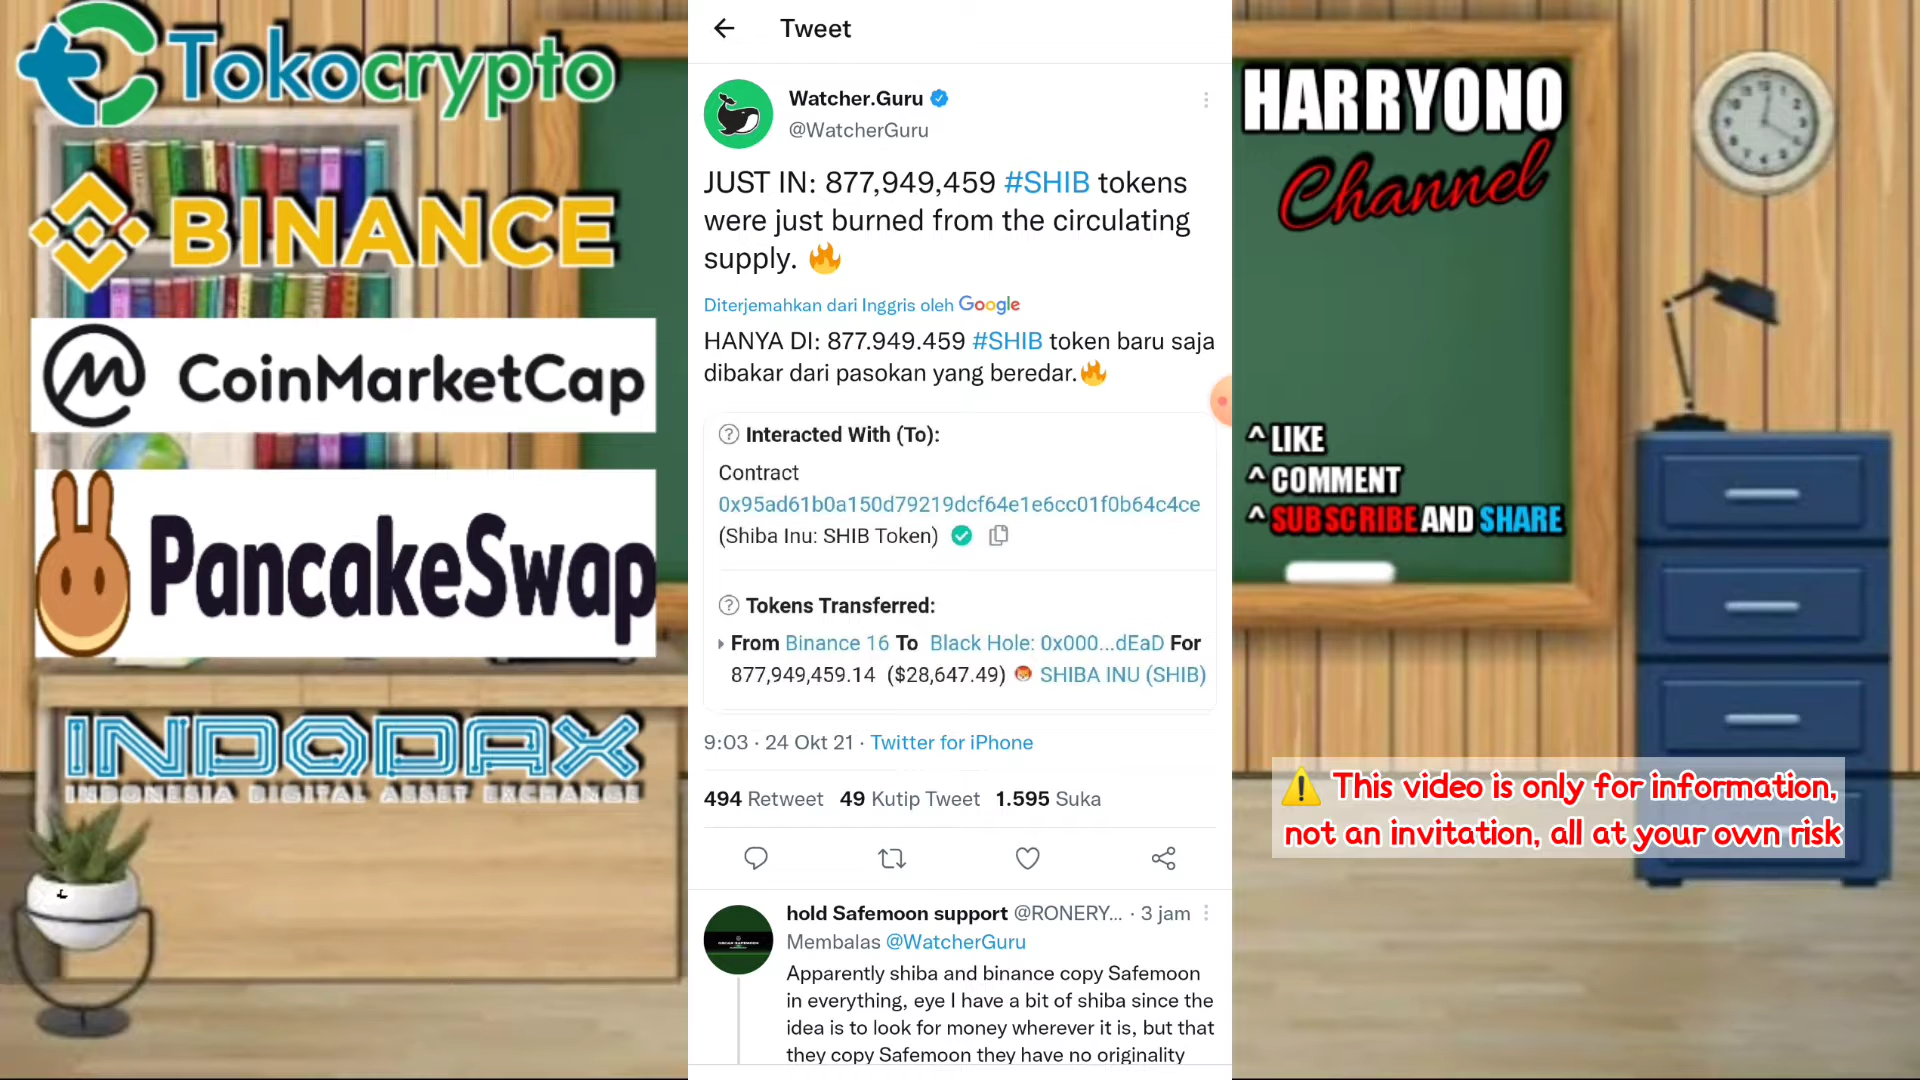 Tokocrypto
BINANCE
CoinMarketCap
PancakeSwap
INDODAX
INDONESIA DIGITAL ASSET EXCHANGE
Tweet
Watcher.Guru
@WatcherGuru
JUST IN: 877,949,459 #SHIB tokens
were just burned from the circulating
supply. 🔥
Diterjemahkan dari Inggris oleh Google
HANYA DI: 877.949.459 #SHIB token baru saja
dibakar dari pasokan yang beredar.🔥
Interacted With (To):
Contract
0x95ad61b0a150d79219dcf64e1e6cc01f0b64c4ce
(Shiba Inu: SHIB Token)
Tokens Transferred:
From Binance 16 To Black Hole: 0x000...dEaD For
877,949,459.14 ($28,647.49) SHIBA INU (SHIB)
9:03 · 24 Okt 21 · Twitter for iPhone
494 Retweet 49 Kutip Tweet 1.595 Suka
hold Safemoon support @RONERY... · 3 jam
Membalas @WatcherGuru
Apparently shiba and binance copy Safemoon
in everything, eye I have a bit of shiba since the
idea is to look for money wherever it is, but that
they copy Safemoon they have no originality
HARRYONO
Channel
^ LIKE
^ COMMENT
^ SUBSCRIBE AND SHARE
⚠️ This video is only for information,
not an invitation, all at your own risk